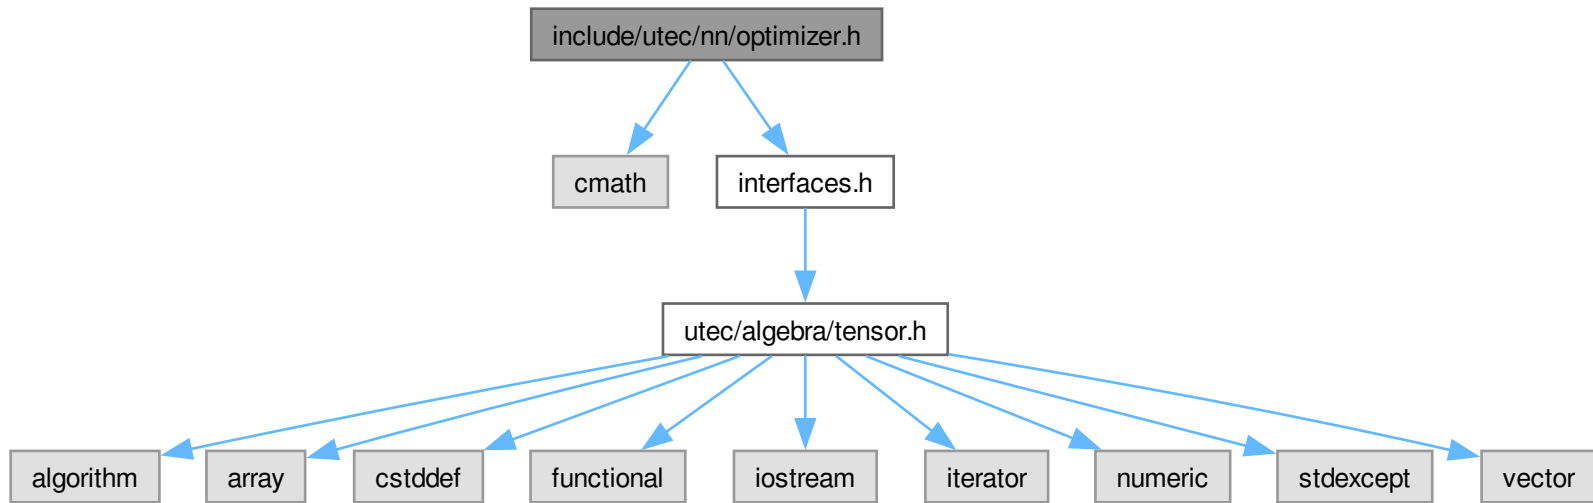 include/utec/nn/optimizer.h
cmath
interfaces.h
utec/algebra/tensor.h
algorithm
array
cstddef
functional
iostream
iterator
numeric
stdexcept
vector